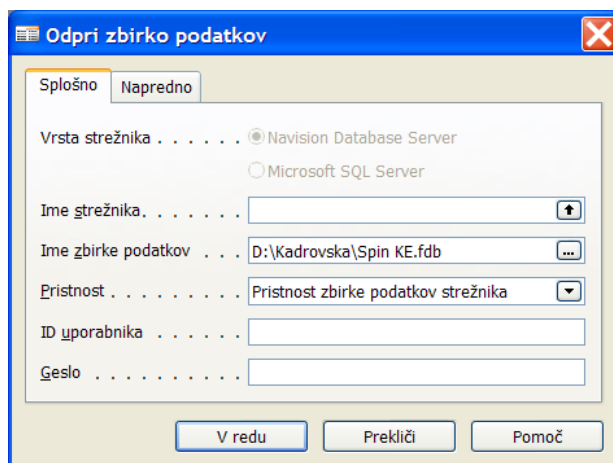 Odpri zbirko podatkov
Splošno Napredno
Vrsta strežnika . . . . . . Navision Database Server
Microsoft SQL Server
Ime strežnika. . . . . . .
Ime zbirke podatkov . . . D:\Kadrovska\Spin KE.fdb ...
Pristnost . . . . . . . . . Pristnost zbirke podatkov strežnika
ID uporabnika . . . . . .
Geslo . . . . . . . . . .
V redu Prekliči Pomoč